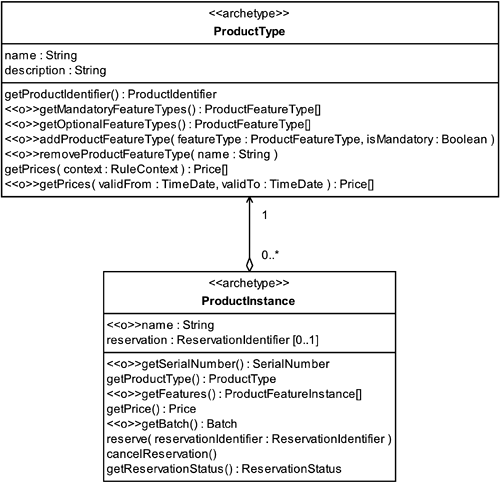 <<archetype>>
ProductType
name : String
description : String
getProductIdentifier() : ProductIdentifier
<<o>>getMandatoryFeatureTypes() : ProductFeatureType[]
<<o>>getOptionalFeatureTypes() : ProductFeatureType[]
<<o>>addProductFeatureType( featureType : ProductFeatureType, isMandatory : Boolean )
<<o>>removeProductFeatureType( name : String )
getPrices( context : RuleContext ) : Price[]
<<o>>getPrices( validFrom : TimeDate, validTo : TimeDate ) : Price[]
1
0..*
<<archetype>>
ProductInstance
<<o>>name : String
reservation : ReservationIdentifier [0..1]
<<o>>getSerialNumber() : SerialNumber
getProductType() : ProductType
<<o>>getFeatures() : ProductFeatureInstance[]
getPrice() : Price
<<o>>getBatch() : Batch
reserve( reservationIdentifier : ReservationIdentifier )
cancelReservation()
getReservationStatus() : ReservationStatus